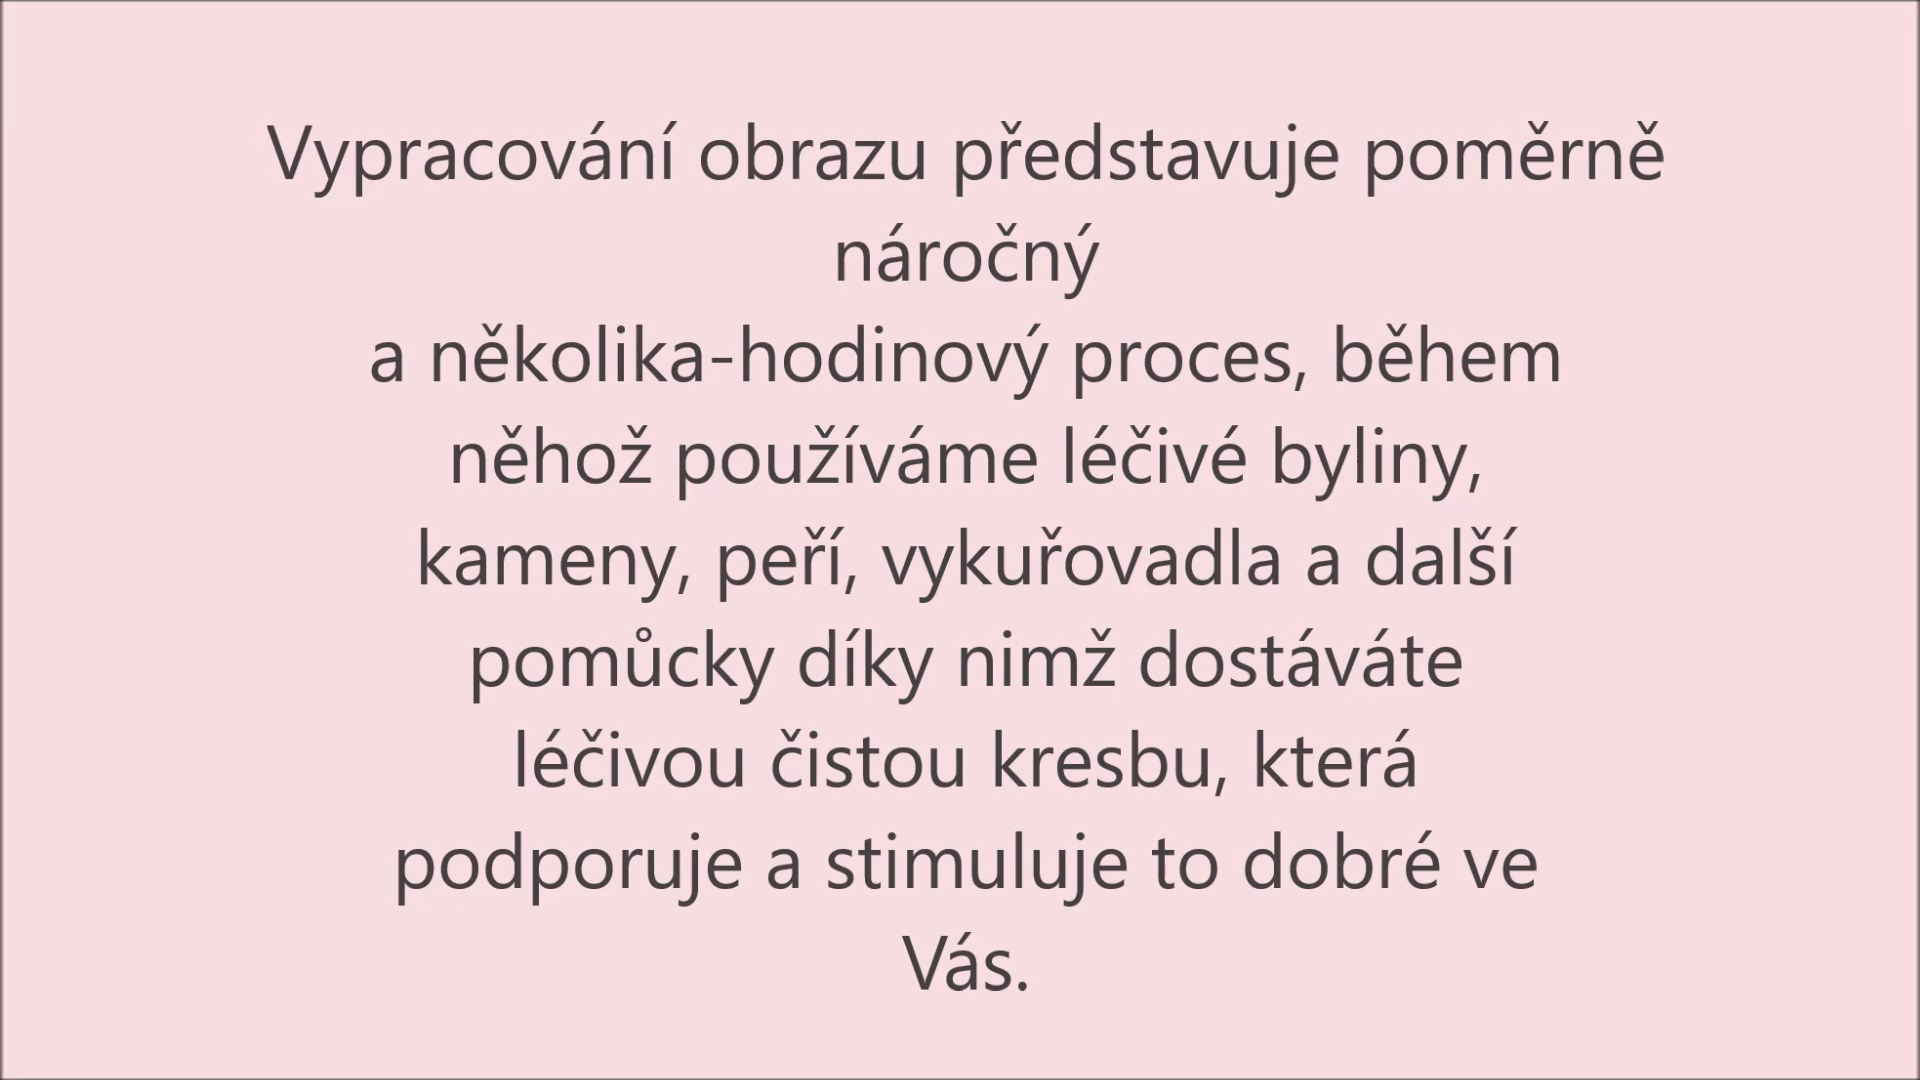 Vypracování obrazu představuje poměrně
náročný
a několika-hodinový proces, během
něhož používáme léčivé byliny,
kameny, peří, vykuřovadla a další
pomůcky díky nimž dostáváte
léčivou čistou kresbu, která
podporuje a stimuluje to dobré ve
Vás.